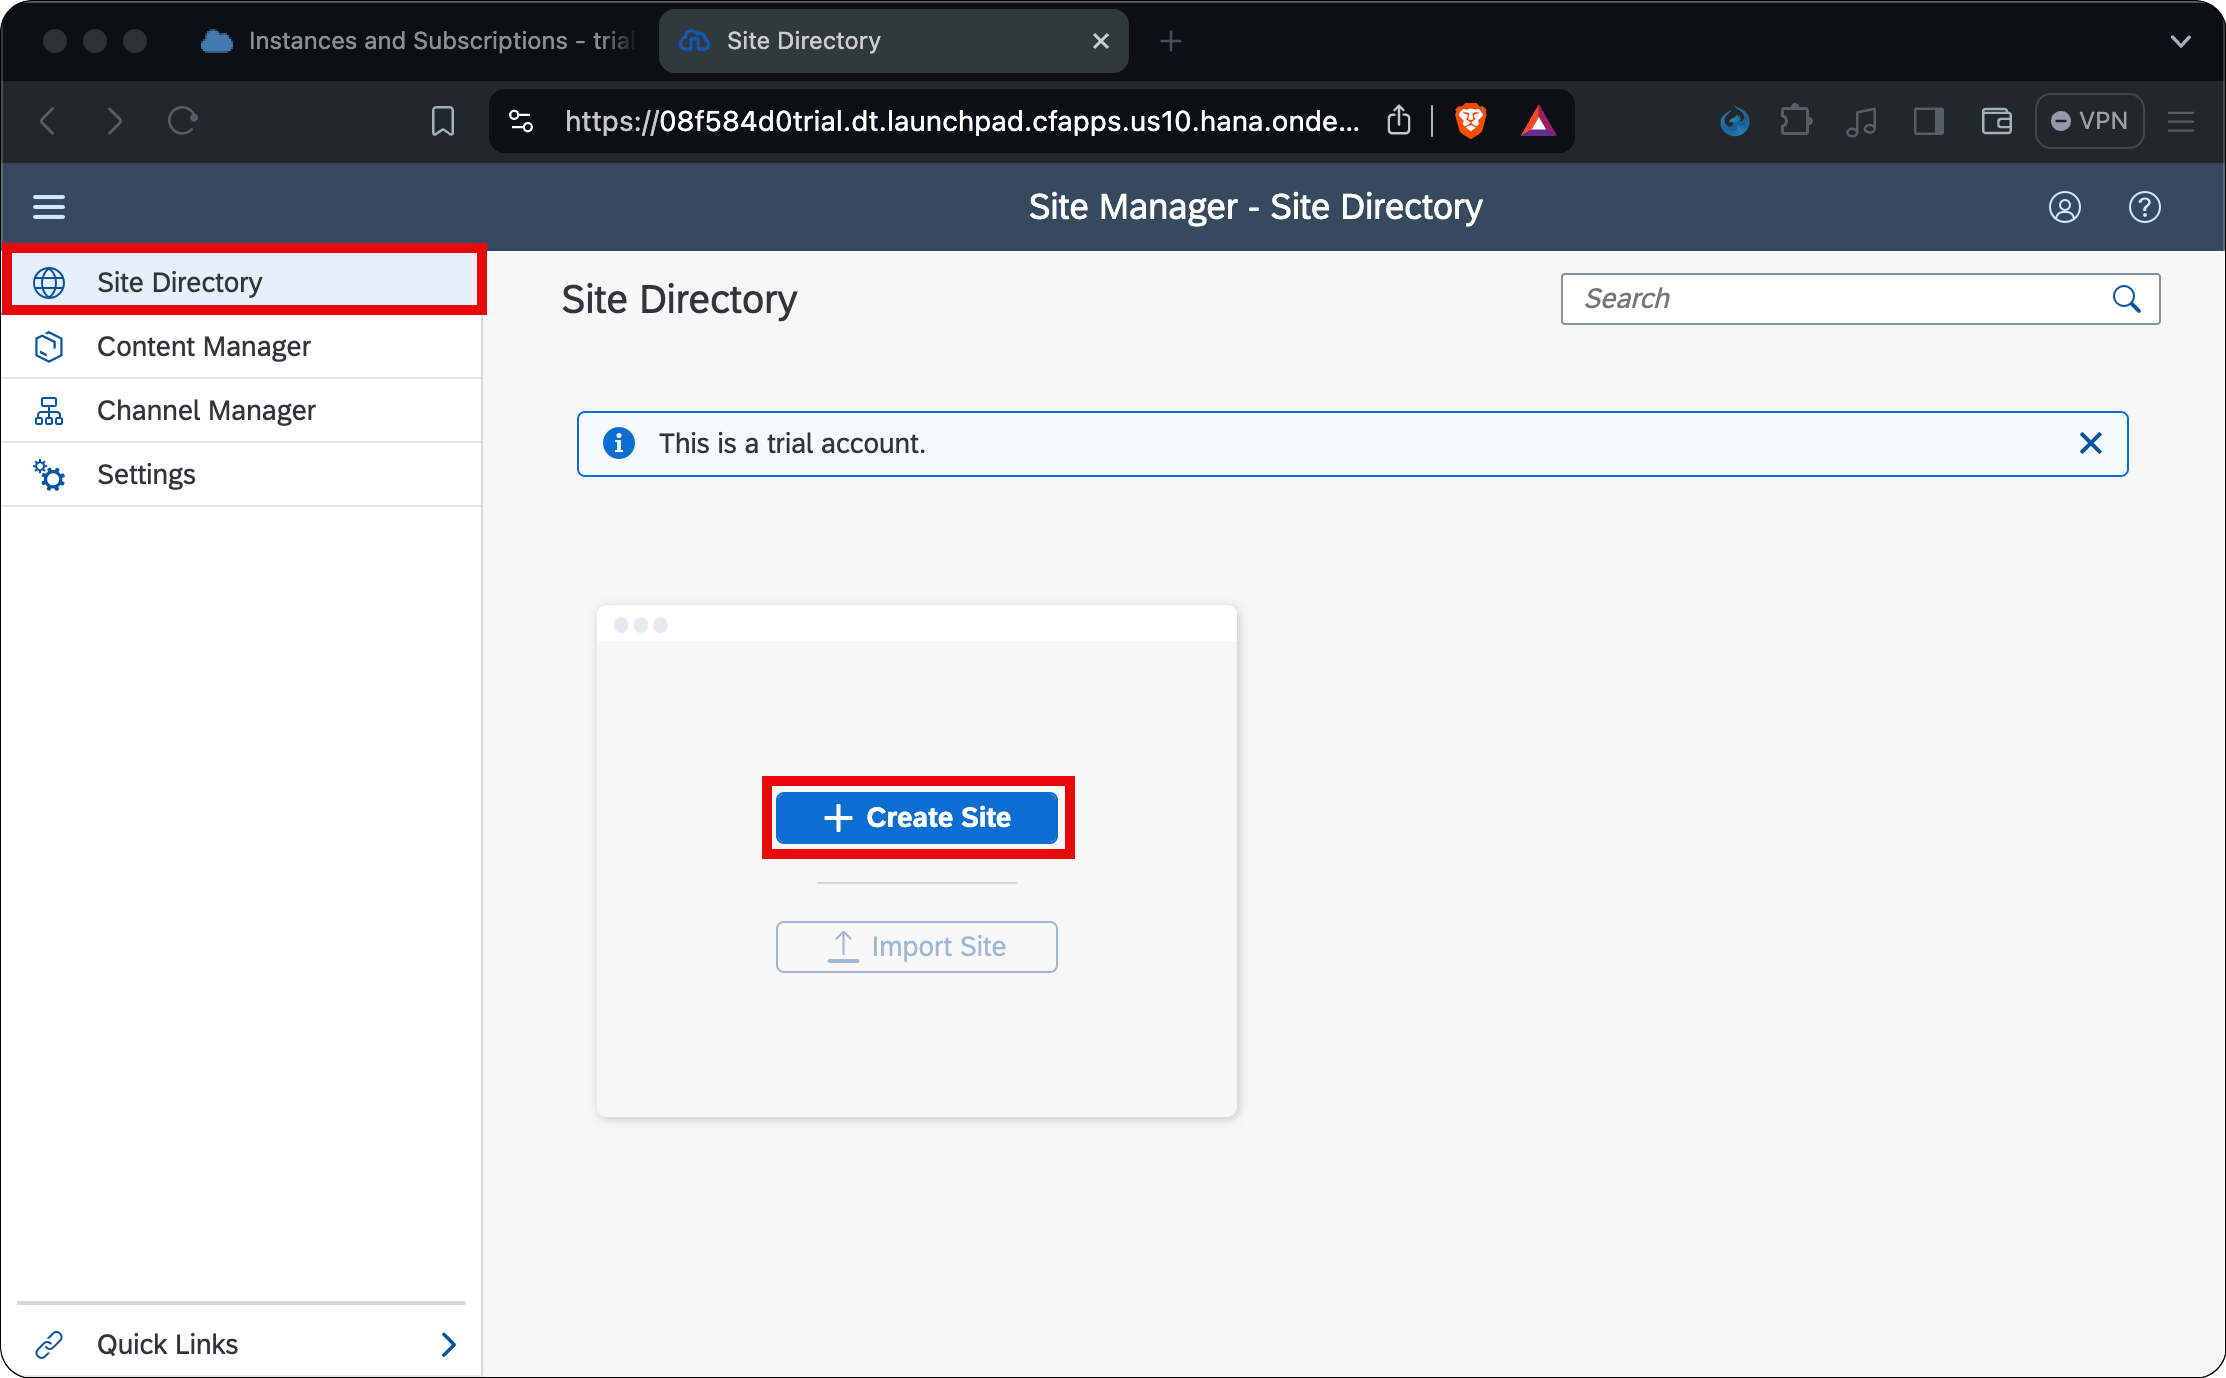 Instances and Subscriptions - trial
Site Directory
https://08f584d0trial.dt.launchpad.cfapps.us10.hana.onde...
VPN
Site Manager - Site Directory
Site Directory
Content Manager
Channel Manager
Settings
Quick Links
Site Directory
Search
This is a trial account.
Create Site
Import Site